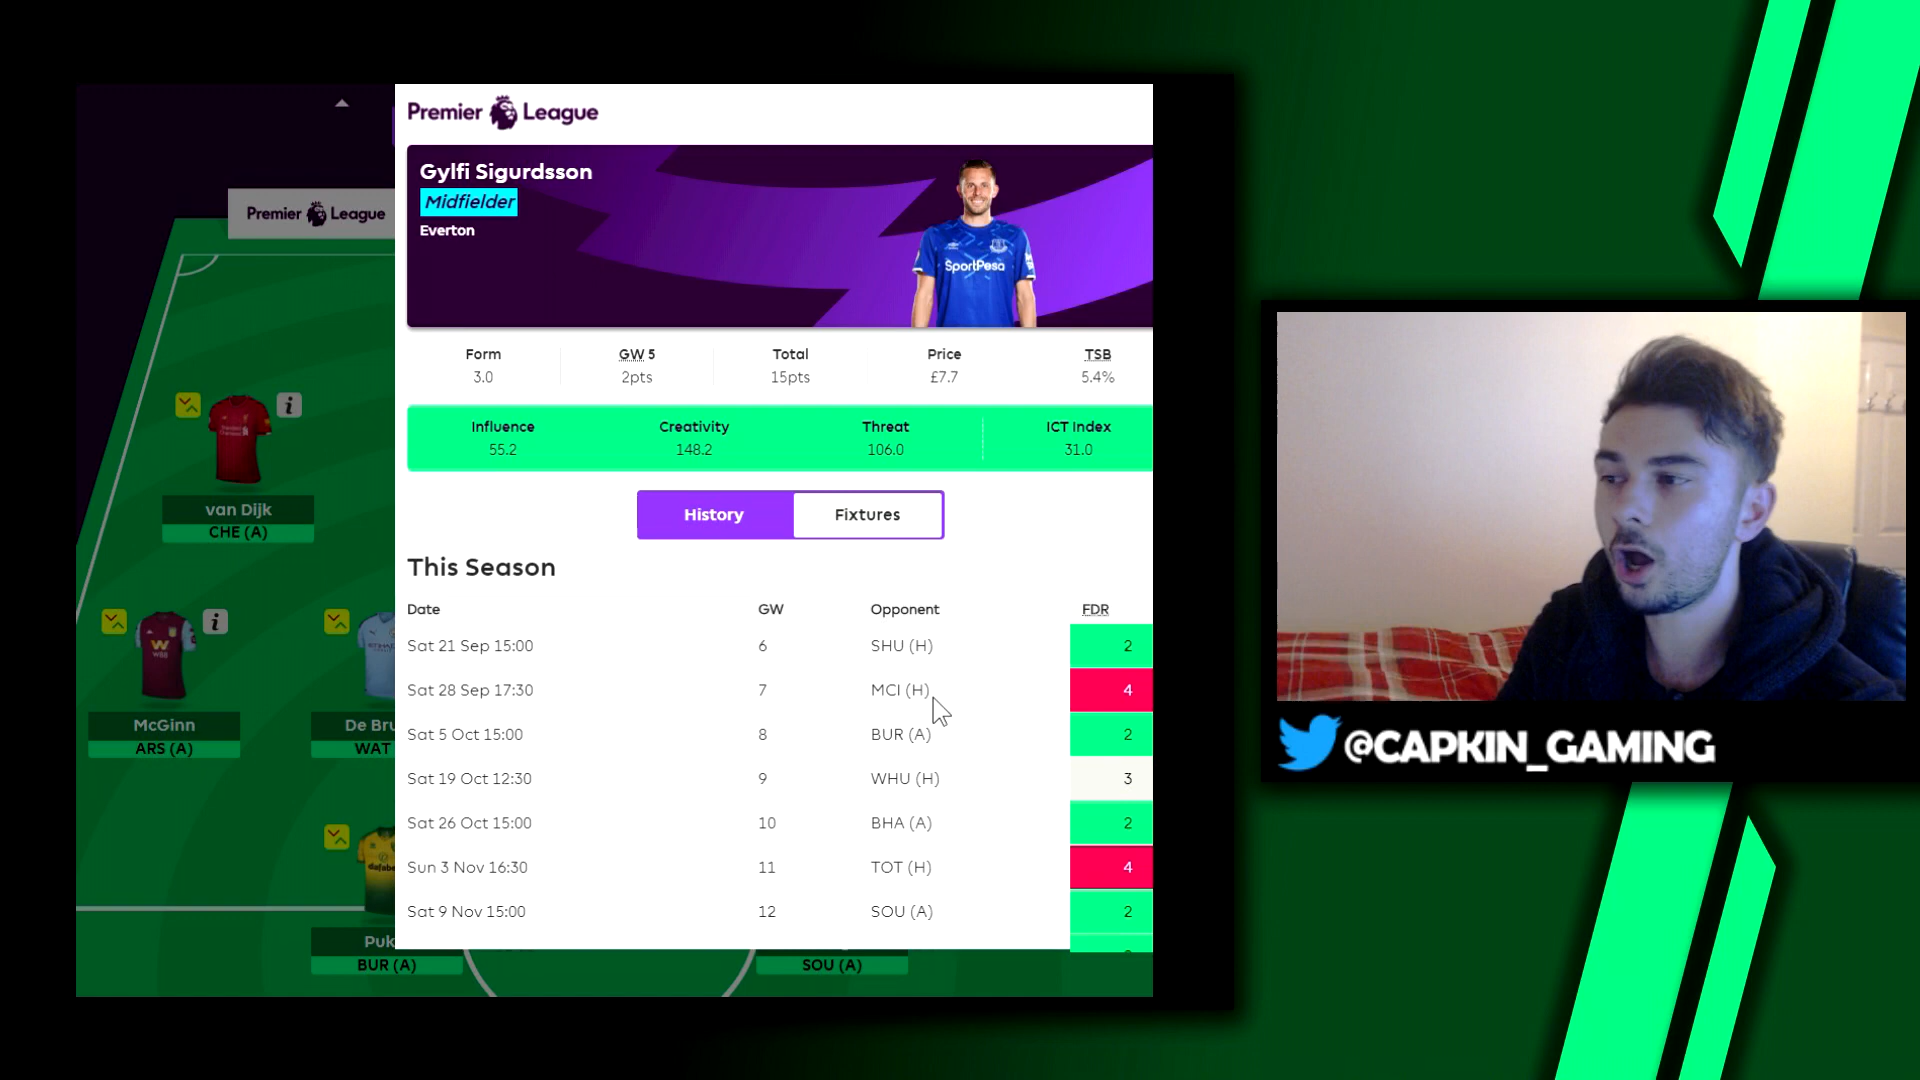 Premier League
Gylfi Sigurdsson
Midfielder
Everton
SportPesa
Form GW 5 Total Price TSB
3.0 2pts 15pts £7.7 5.4%
Influence Creativity Threat ICT Index
55.2 148.2 106.0 31.0
History Fixtures
This Season
Date GW Opponent FDR
Sat 21 Sep 15:00 6 SHU (H) 2
Sat 28 Sep 17:30 7 MCI (H) 4
Sat 5 Oct 15:00 8 BUR (A) 2
Sat 19 Oct 12:30 9 WHU (H) 3
Sat 26 Oct 15:00 10 BHA (A) 2
Sun 3 Nov 16:30 11 TOT (H) 4
Sat 9 Nov 15:00 12 SOU (A) 2
Premier League
van Dijk
CHE (A)
McGinn
ARS (A)
De Bru
WAT
Puk
BUR (A)
SOU (A)
@CAPKIN_GAMING